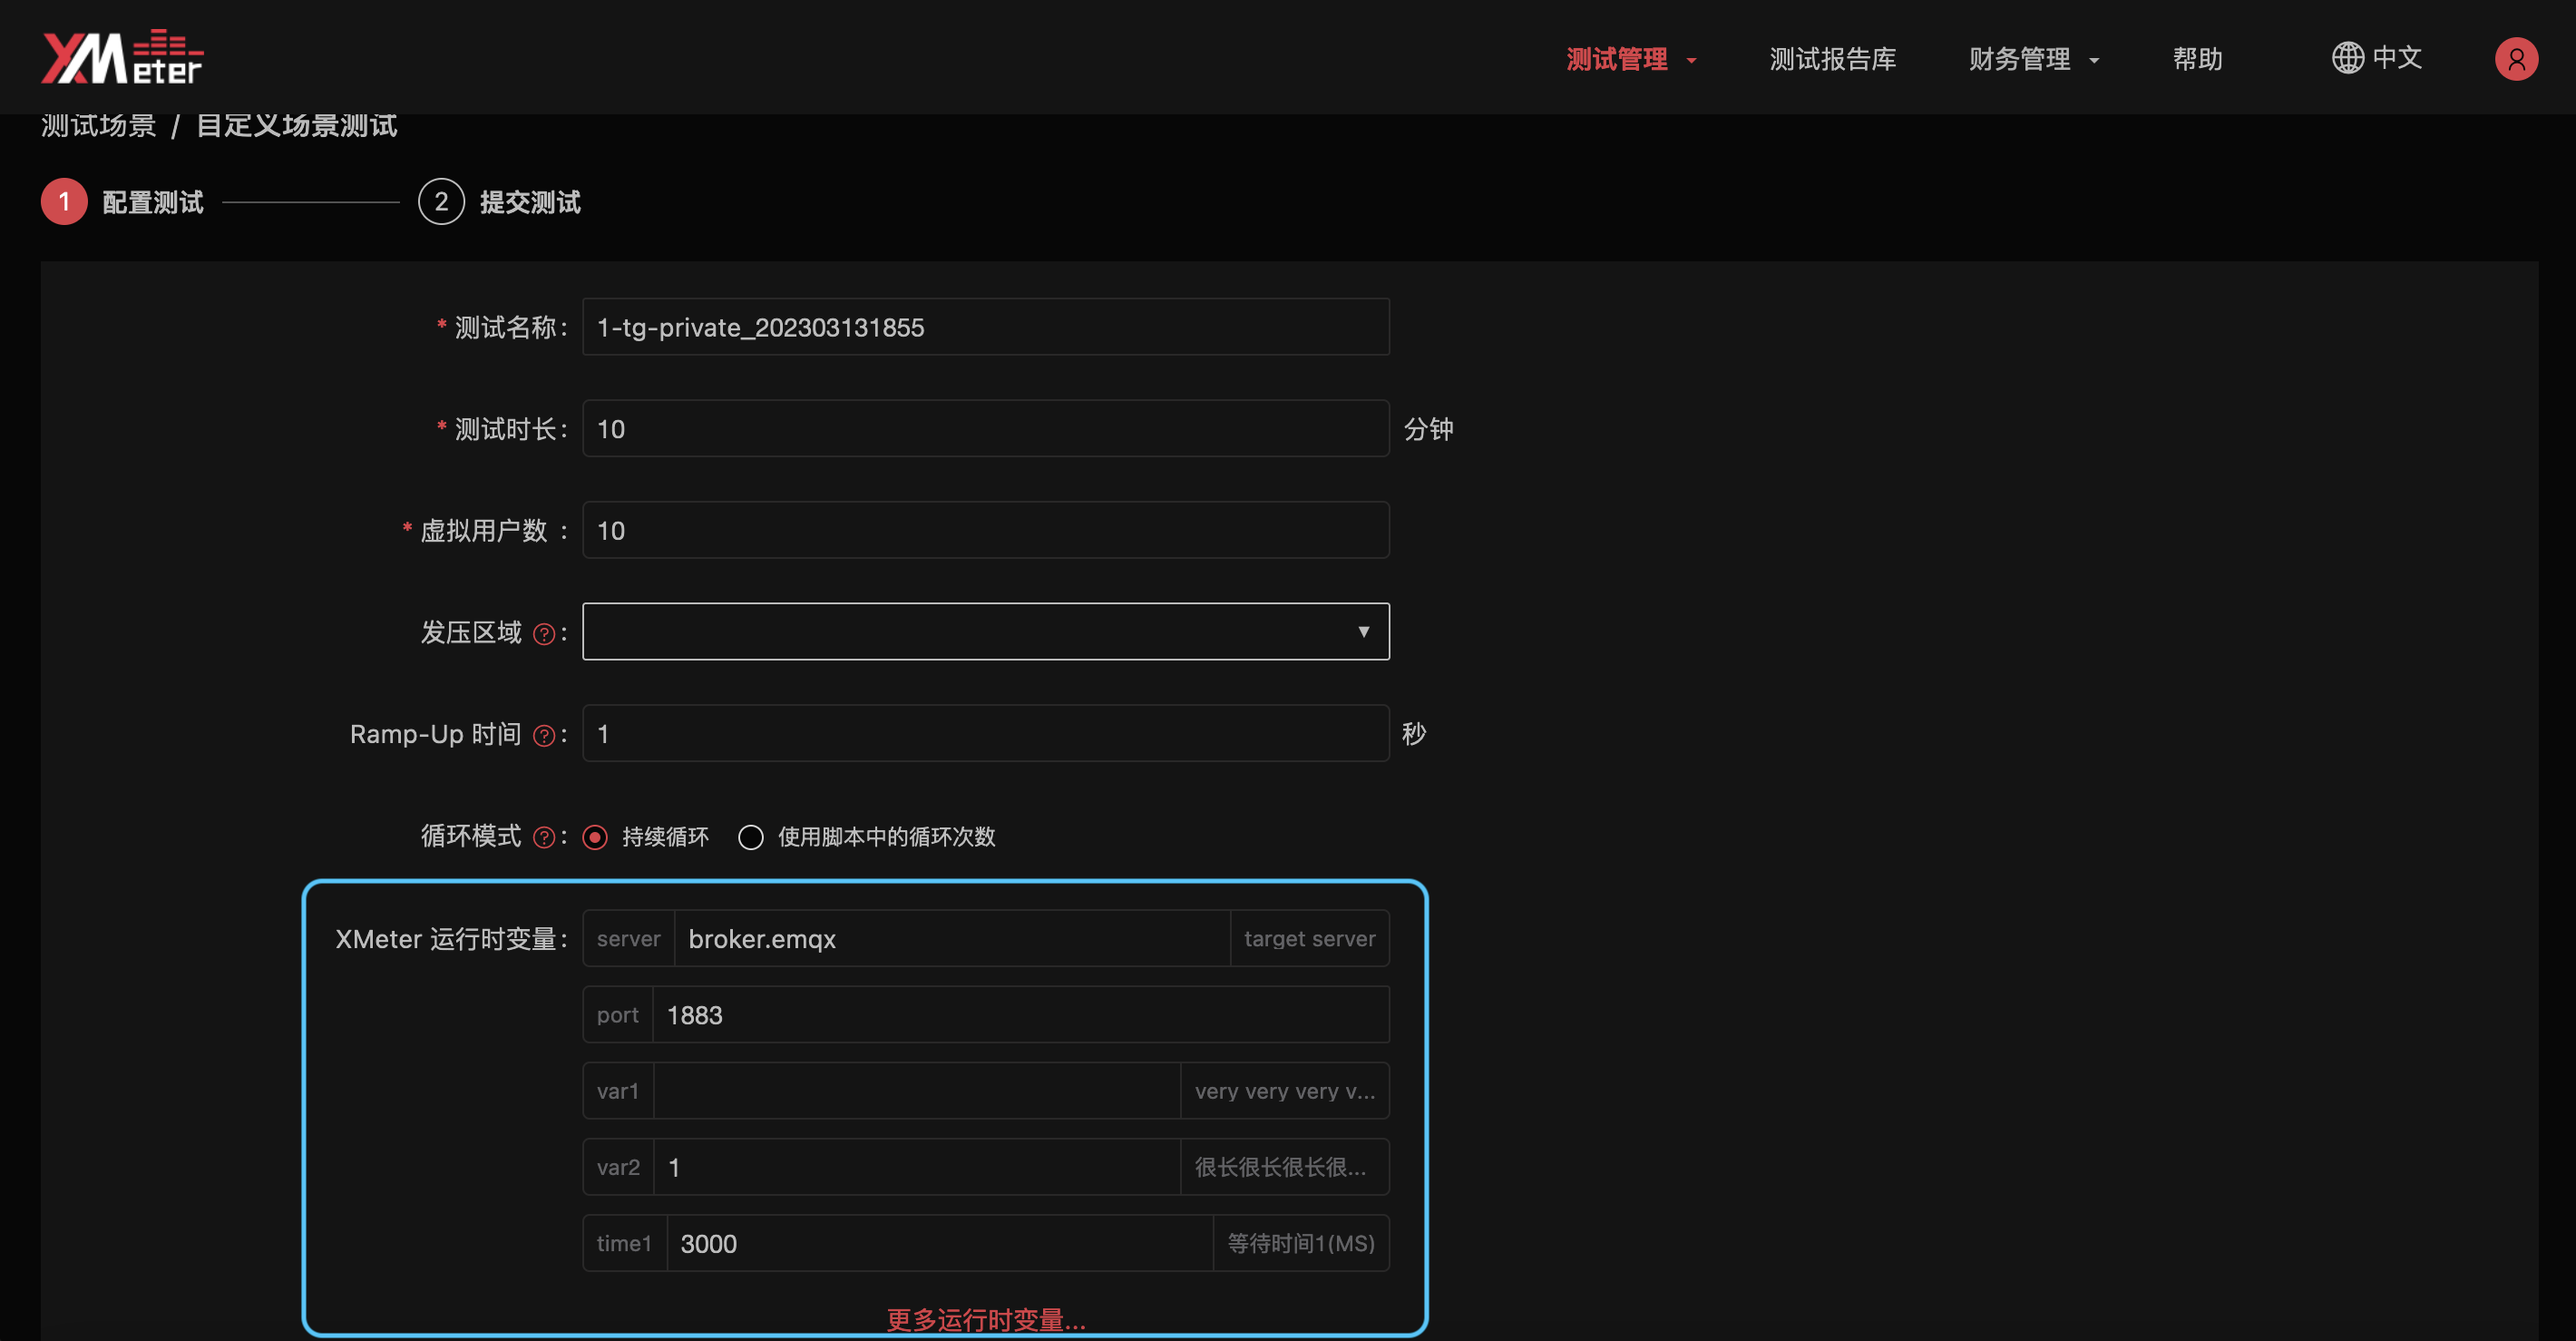 XMeter
测试管理 测试报告库 财务管理 帮助 中文
测试场景 / 自定义场景测试
1 配置测试 2 提交测试
* 测试名称: 1-tg-private_202303131855
* 测试时长: 10 分钟
* 虚拟用户数 : 10
发压区域 ? : ▼
Ramp-Up 时间 ? : 1 秒
循环模式 ? : 持续循环 使用脚本中的循环次数
XMeter 运行时变量: server broker.emqx target server
port 1883
var1 very very very v...
var2 1 很长很长很长很...
time1 3000 等待时间1(MS)
更多运行时变量...